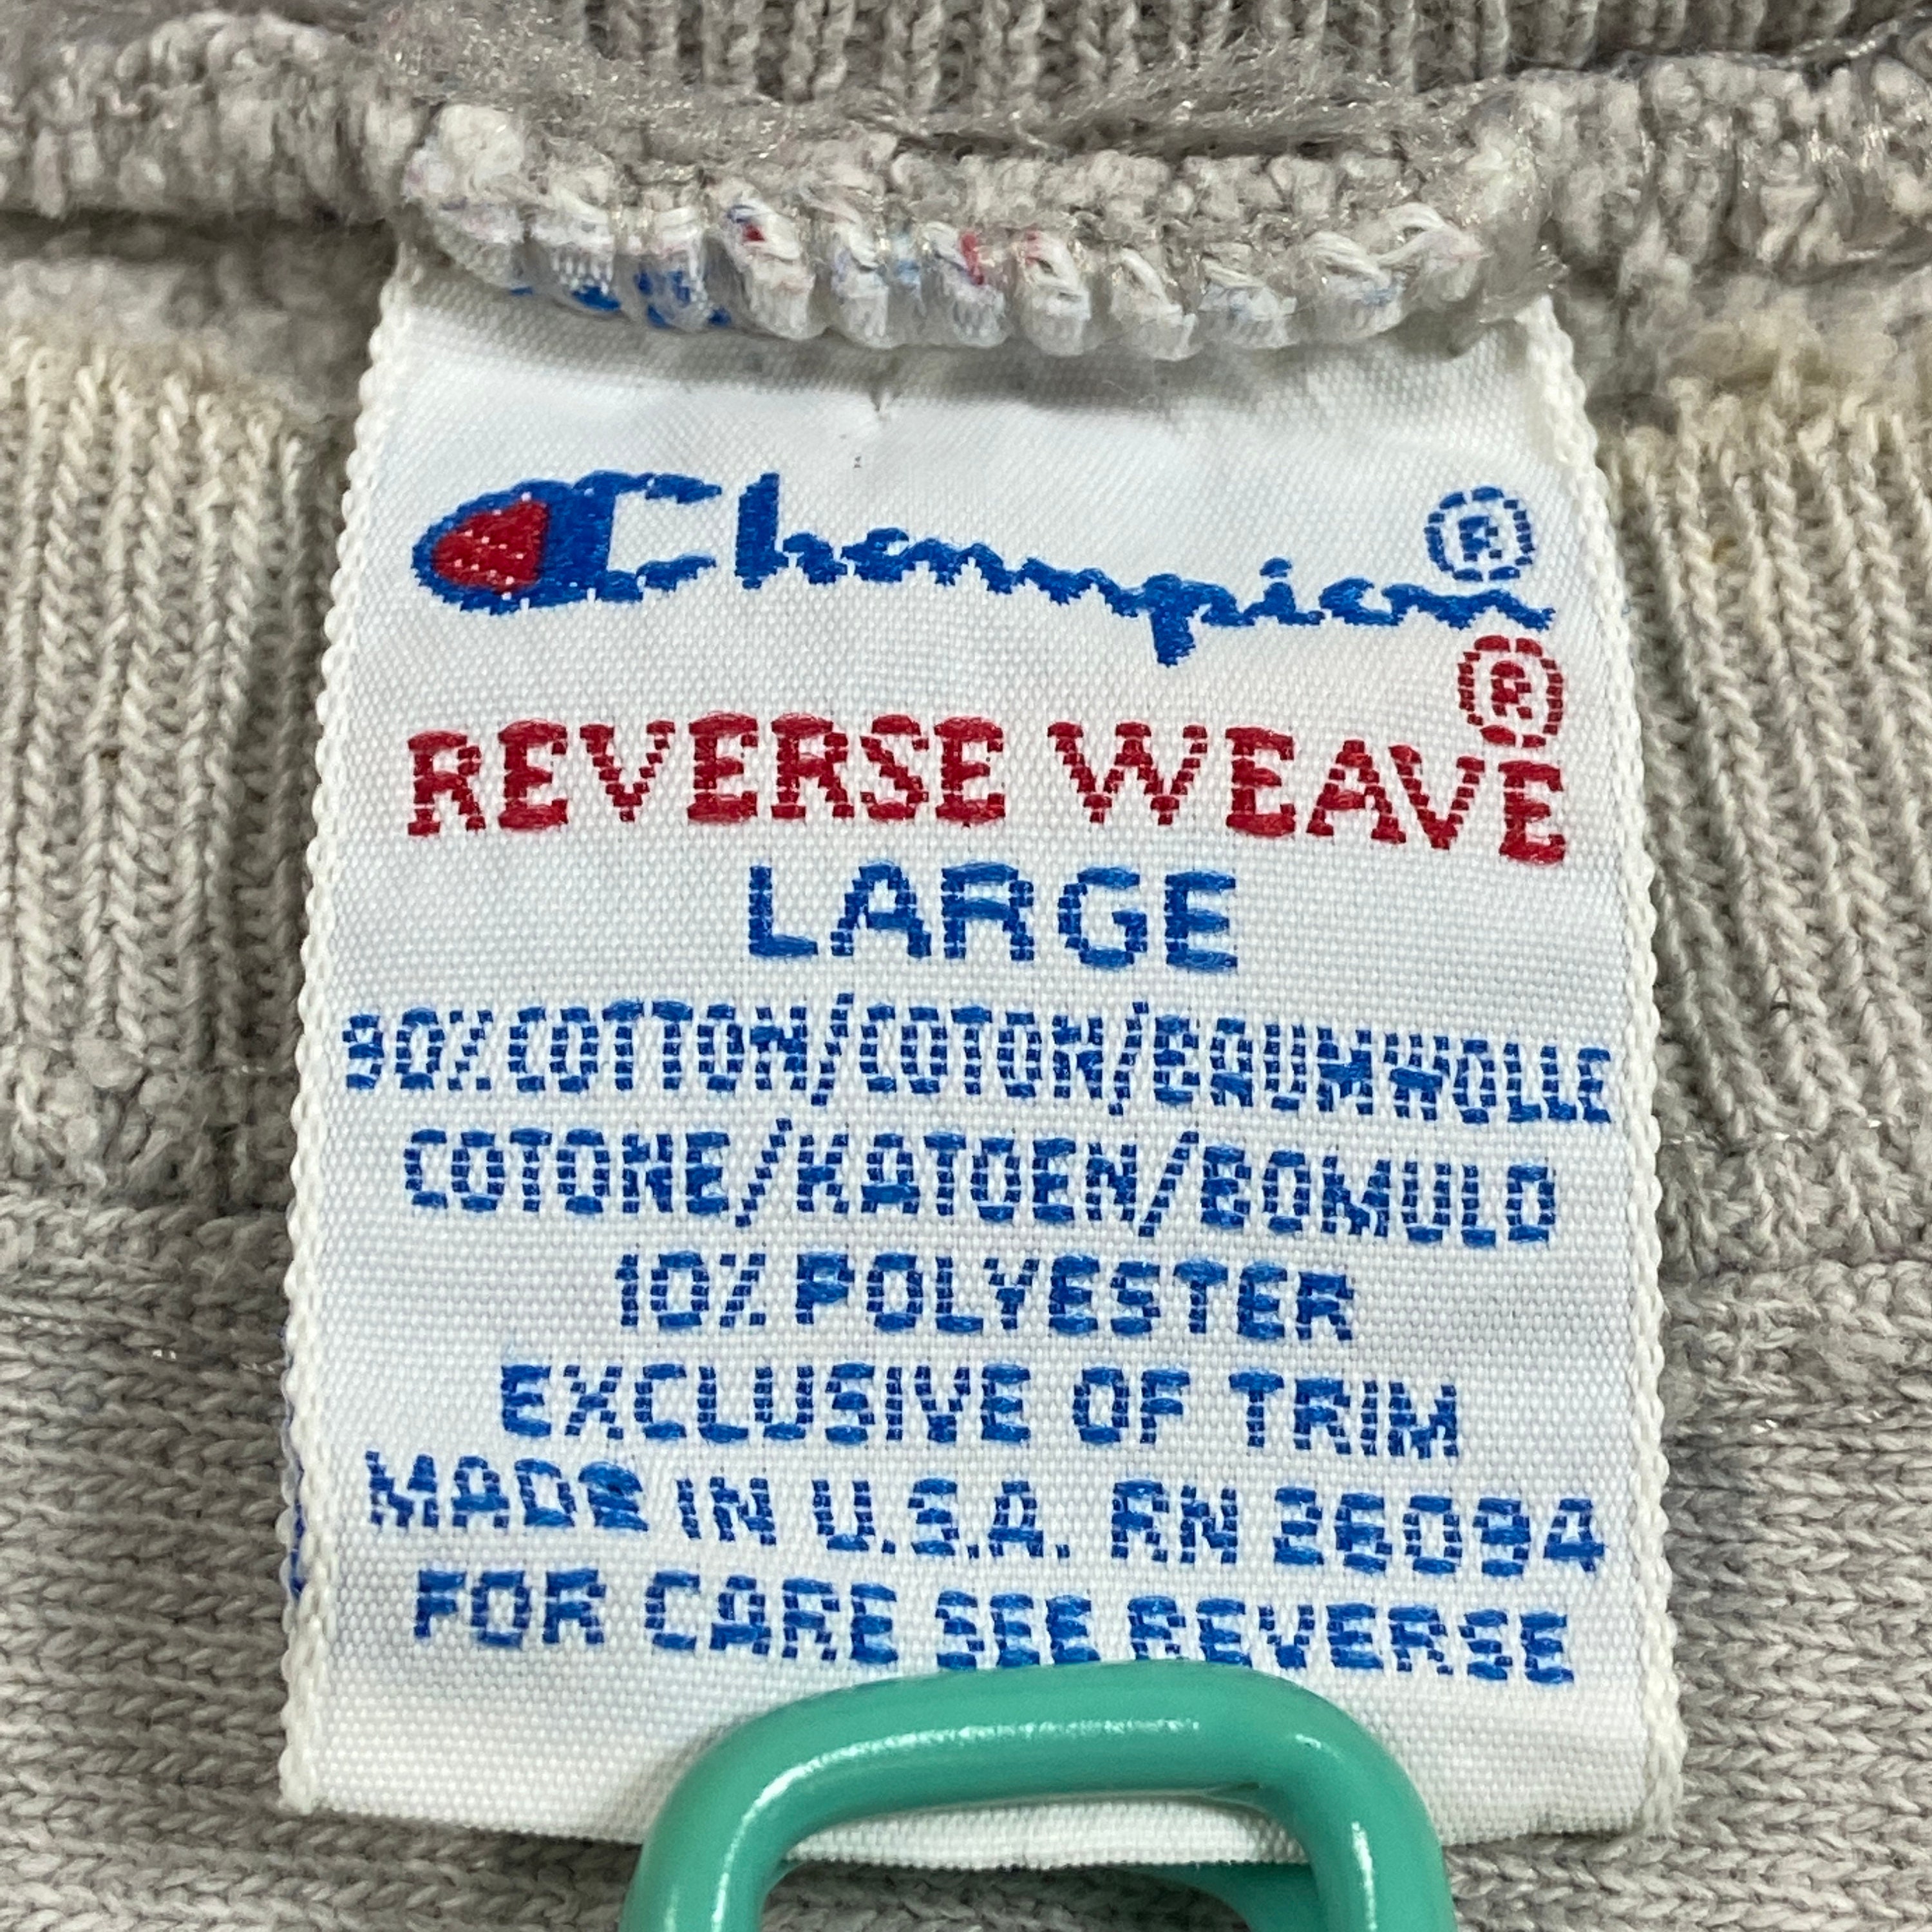 Champion®
REVERSE WEAVE®
LARGE
90% COTTON/COTON/BAUMWOLLE
COTONE/KATOEN/BOMULD
10% POLYESTER
EXCLUSIVE OF TRIM
MADE IN U.S.A. RN 26094
FOR CARE SEE REVERSE